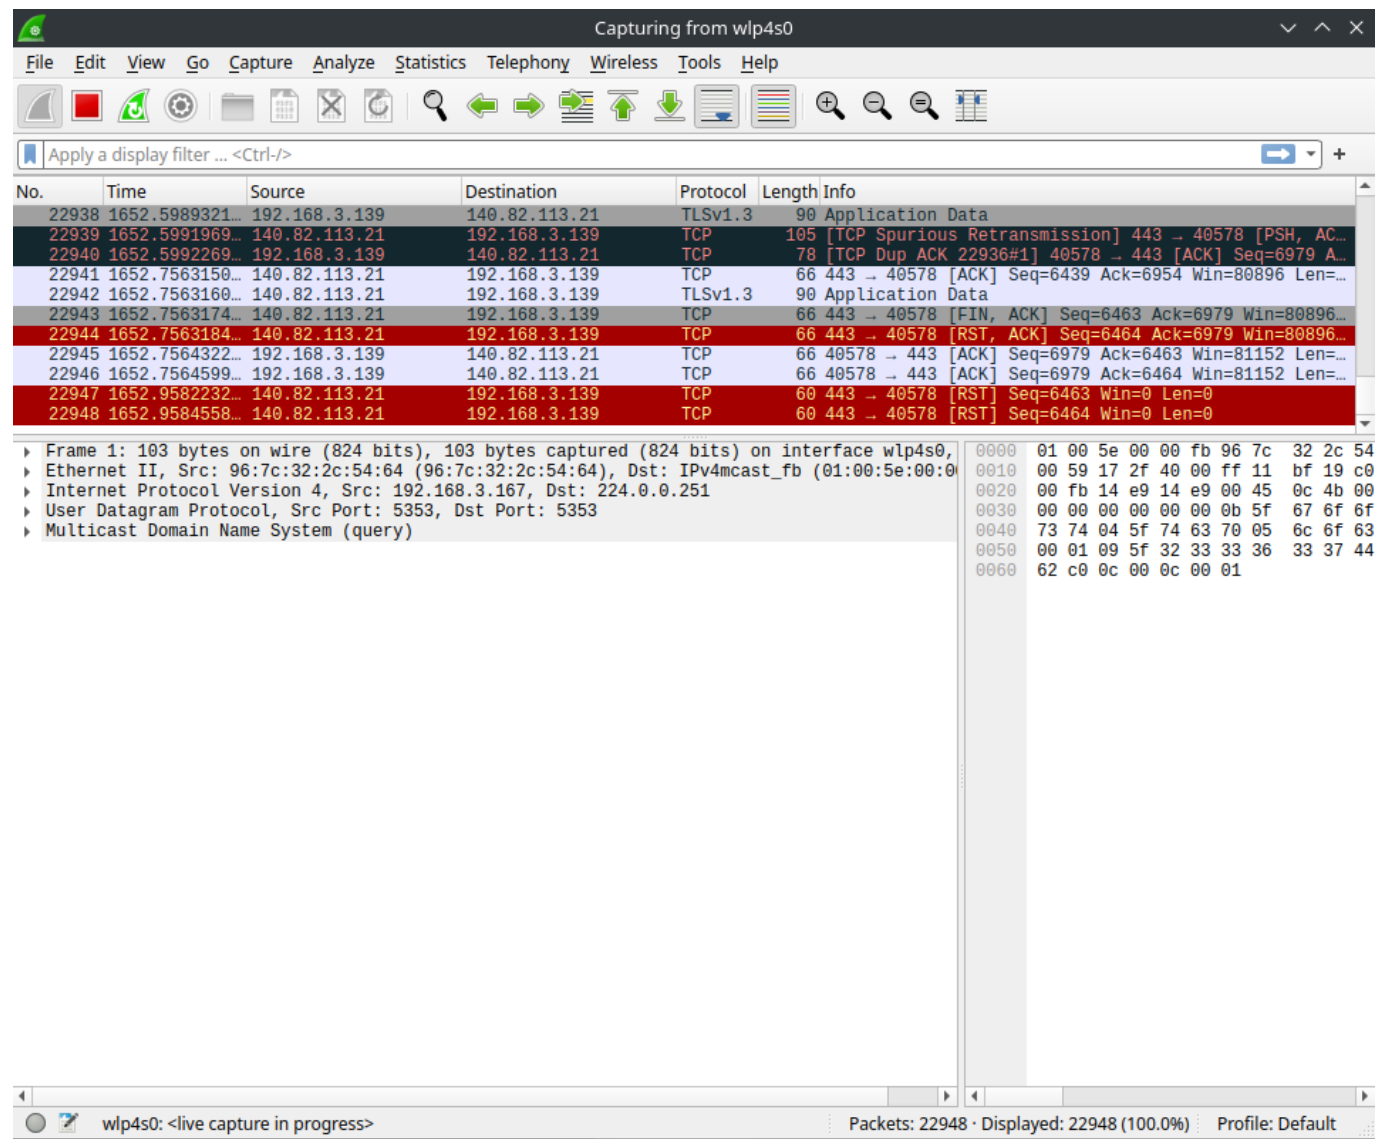 Capturing from wlp4s0
File Edit View Go Capture Analyze Statistics Telephony Wireless Tools Help
Apply a display filter ... <Ctrl-/>
No. Time Source Destination Protocol Length Info
22938 1652.5989321… 192.168.3.139 140.82.113.21 TLSv1.3 90 Application Data
22939 1652.5991969… 140.82.113.21 192.168.3.139 TCP 105 [TCP Spurious Retransmission] 443 → 40578 [PSH, AC…
22940 1652.5992269… 192.168.3.139 140.82.113.21 TCP 78 [TCP Dup ACK 22936#1] 40578 → 443 [ACK] Seq=6979 A…
22941 1652.7563150… 140.82.113.21 192.168.3.139 TCP 66 443 → 40578 [ACK] Seq=6439 Ack=6954 Win=80896 Len=…
22942 1652.7563160… 140.82.113.21 192.168.3.139 TLSv1.3 90 Application Data
22943 1652.7563174… 140.82.113.21 192.168.3.139 TCP 66 443 → 40578 [FIN, ACK] Seq=6463 Ack=6979 Win=80896…
22944 1652.7563184… 140.82.113.21 192.168.3.139 TCP 66 443 → 40578 [RST, ACK] Seq=6464 Ack=6979 Win=80896…
22945 1652.7564322… 192.168.3.139 140.82.113.21 TCP 66 40578 → 443 [ACK] Seq=6979 Ack=6463 Win=81152 Len=…
22946 1652.7564599… 192.168.3.139 140.82.113.21 TCP 66 40578 → 443 [ACK] Seq=6979 Ack=6464 Win=81152 Len=…
22947 1652.9582232… 140.82.113.21 192.168.3.139 TCP 60 443 → 40578 [RST] Seq=6463 Win=0 Len=0
22948 1652.9584558… 140.82.113.21 192.168.3.139 TCP 60 443 → 40578 [RST] Seq=6464 Win=0 Len=0
Frame 1: 103 bytes on wire (824 bits), 103 bytes captured (824 bits) on interface wlp4s0,
Ethernet II, Src: 96:7c:32:2c:54:64 (96:7c:32:2c:54:64), Dst: IPv4mcast_fb (01:00:5e:00:0
Internet Protocol Version 4, Src: 192.168.3.167, Dst: 224.0.0.251
User Datagram Protocol, Src Port: 5353, Dst Port: 5353
Multicast Domain Name System (query)
0000 01 00 5e 00 00 fb 96 7c 32 2c 54
0010 00 59 17 2f 40 00 ff 11 bf 19 c0
0020 00 fb 14 e9 14 e9 00 45 0c 4b 00
0030 00 00 00 00 00 00 0b 5f 67 6f 6f
0040 73 74 04 5f 74 63 70 05 6c 6f 63
0050 00 01 09 5f 32 33 33 36 33 37 44
0060 62 c0 0c 00 0c 00 01
wlp4s0: <live capture in progress> Packets: 22948 · Displayed: 22948 (100.0%) Profile: Default